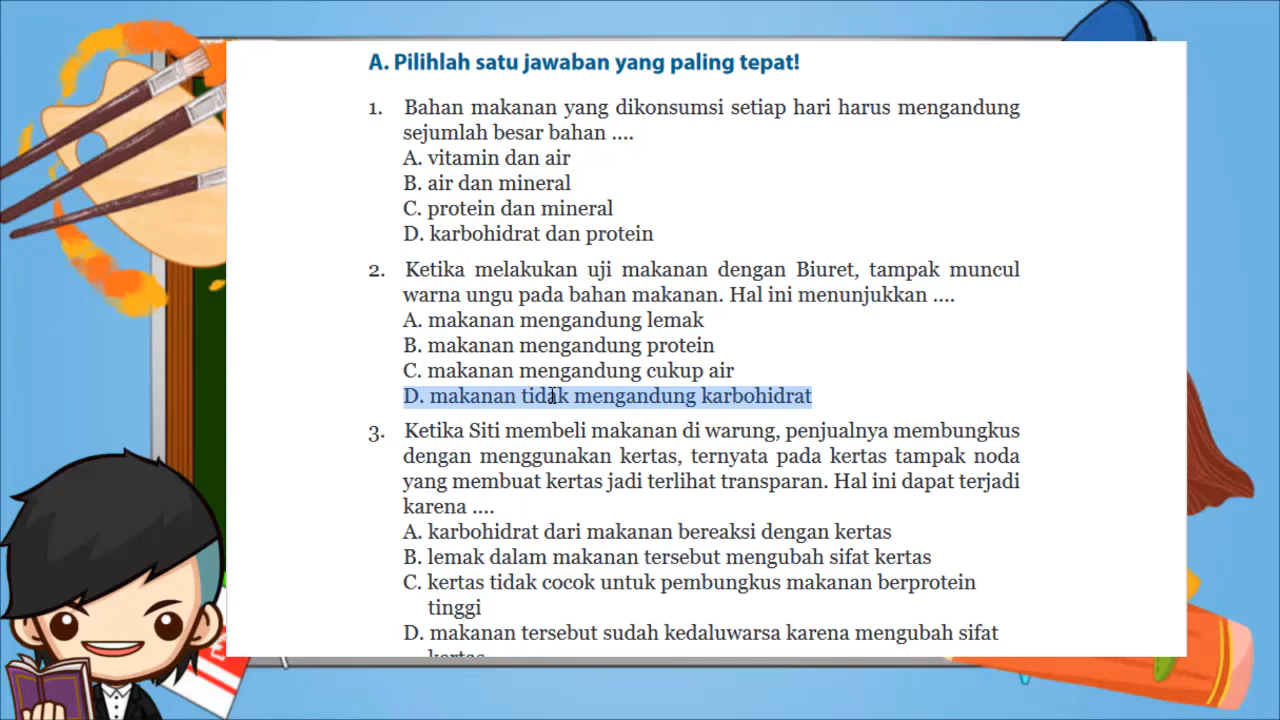 A. Pilihlah satu jawaban yang paling tepat!
1. Bahan makanan yang dikonsumsi setiap hari harus mengandung
sejumlah besar bahan ....
A. vitamin dan air
B. air dan mineral
C. protein dan mineral
D. karbohidrat dan protein
2. Ketika melakukan uji makanan dengan Biuret, tampak muncul
warna ungu pada bahan makanan. Hal ini menunjukkan ....
A. makanan mengandung lemak
B. makanan mengandung protein
C. makanan mengandung cukup air
D. makanan tidak mengandung karbohidrat
3. Ketika Siti membeli makanan di warung, penjualnya membungkus
dengan menggunakan kertas, ternyata pada kertas tampak noda
yang membuat kertas jadi terlihat transparan. Hal ini dapat terjadi
karena ....
A. karbohidrat dari makanan bereaksi dengan kertas
B. lemak dalam makanan tersebut mengubah sifat kertas
C. kertas tidak cocok untuk pembungkus makanan berprotein
tinggi
D. makanan tersebut sudah kedaluwarsa karena mengubah sifat
kertas